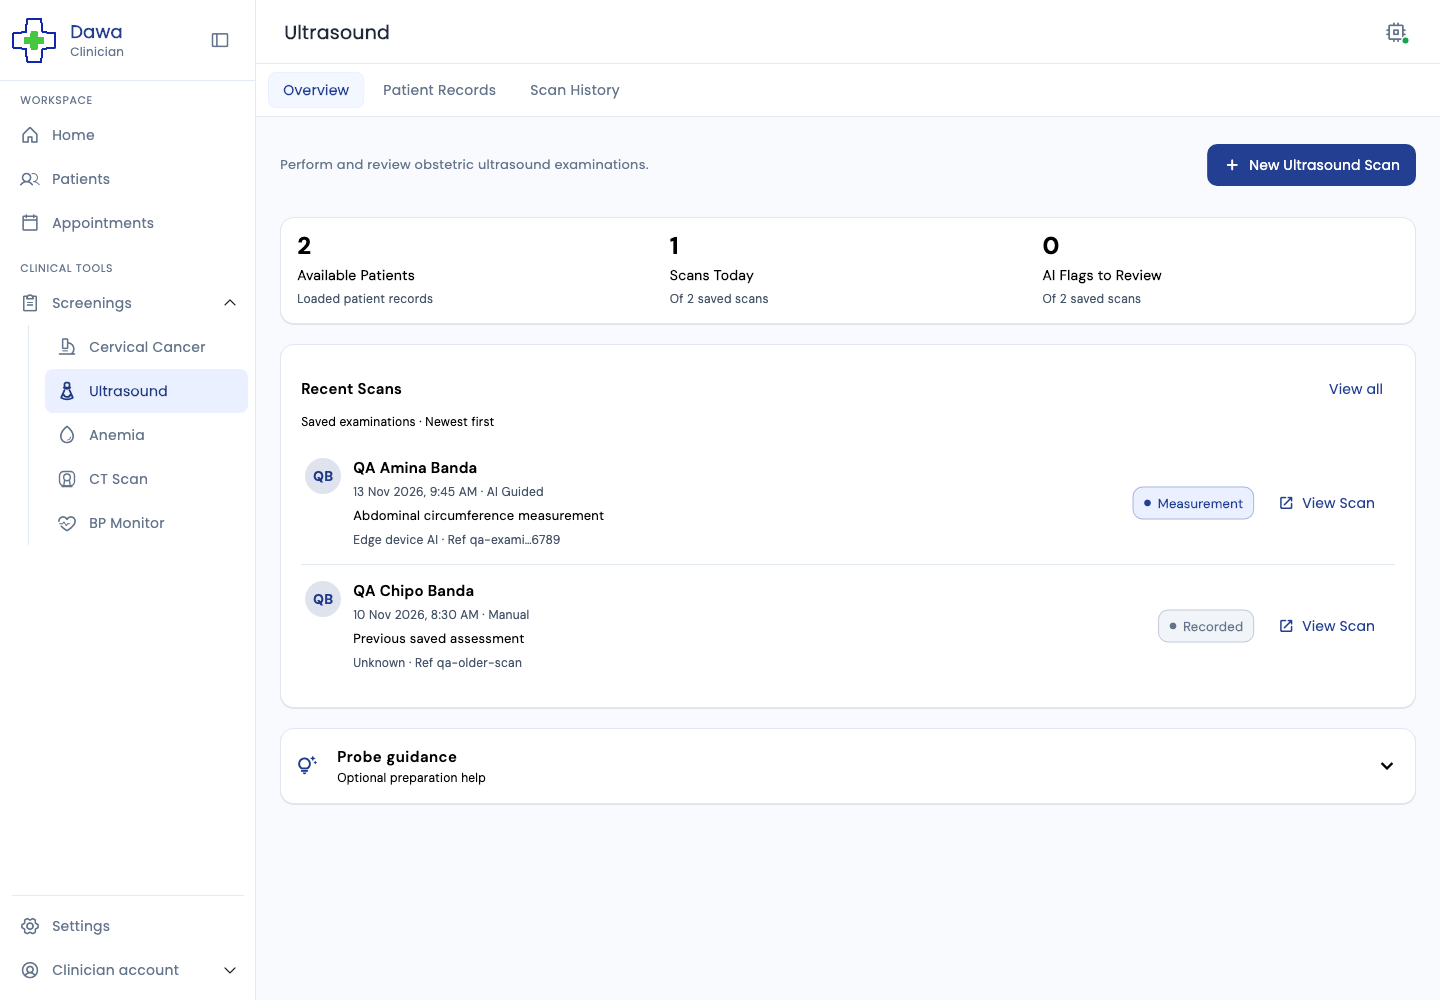 Dawa
Clinician
WORKSPACE
Home
Patients
Appointments
CLINICAL TOOLS
Screenings
Cervical Cancer
Ultrasound
Anemia
CT Scan
BP Monitor
Settings
Clinician account
Ultrasound
Overview
Patient Records
Scan History
Perform and review obstetric ultrasound examinations.
New Ultrasound Scan
2
Available Patients
Loaded patient records
1
Scans Today
Of 2 saved scans
0
AI Flags to Review
Of 2 saved scans
Recent Scans
View all
Saved examinations · Newest first
QB
QA Amina Banda
13 Nov 2026, 9:45 AM · AI Guided
Abdominal circumference measurement
Edge device AI · Ref qa-exami…6789
Measurement
View Scan
QB
QA Chipo Banda
10 Nov 2026, 8:30 AM · Manual
Previous saved assessment
Unknown · Ref qa-older-scan
Recorded
View Scan
Probe guidance
Optional preparation help